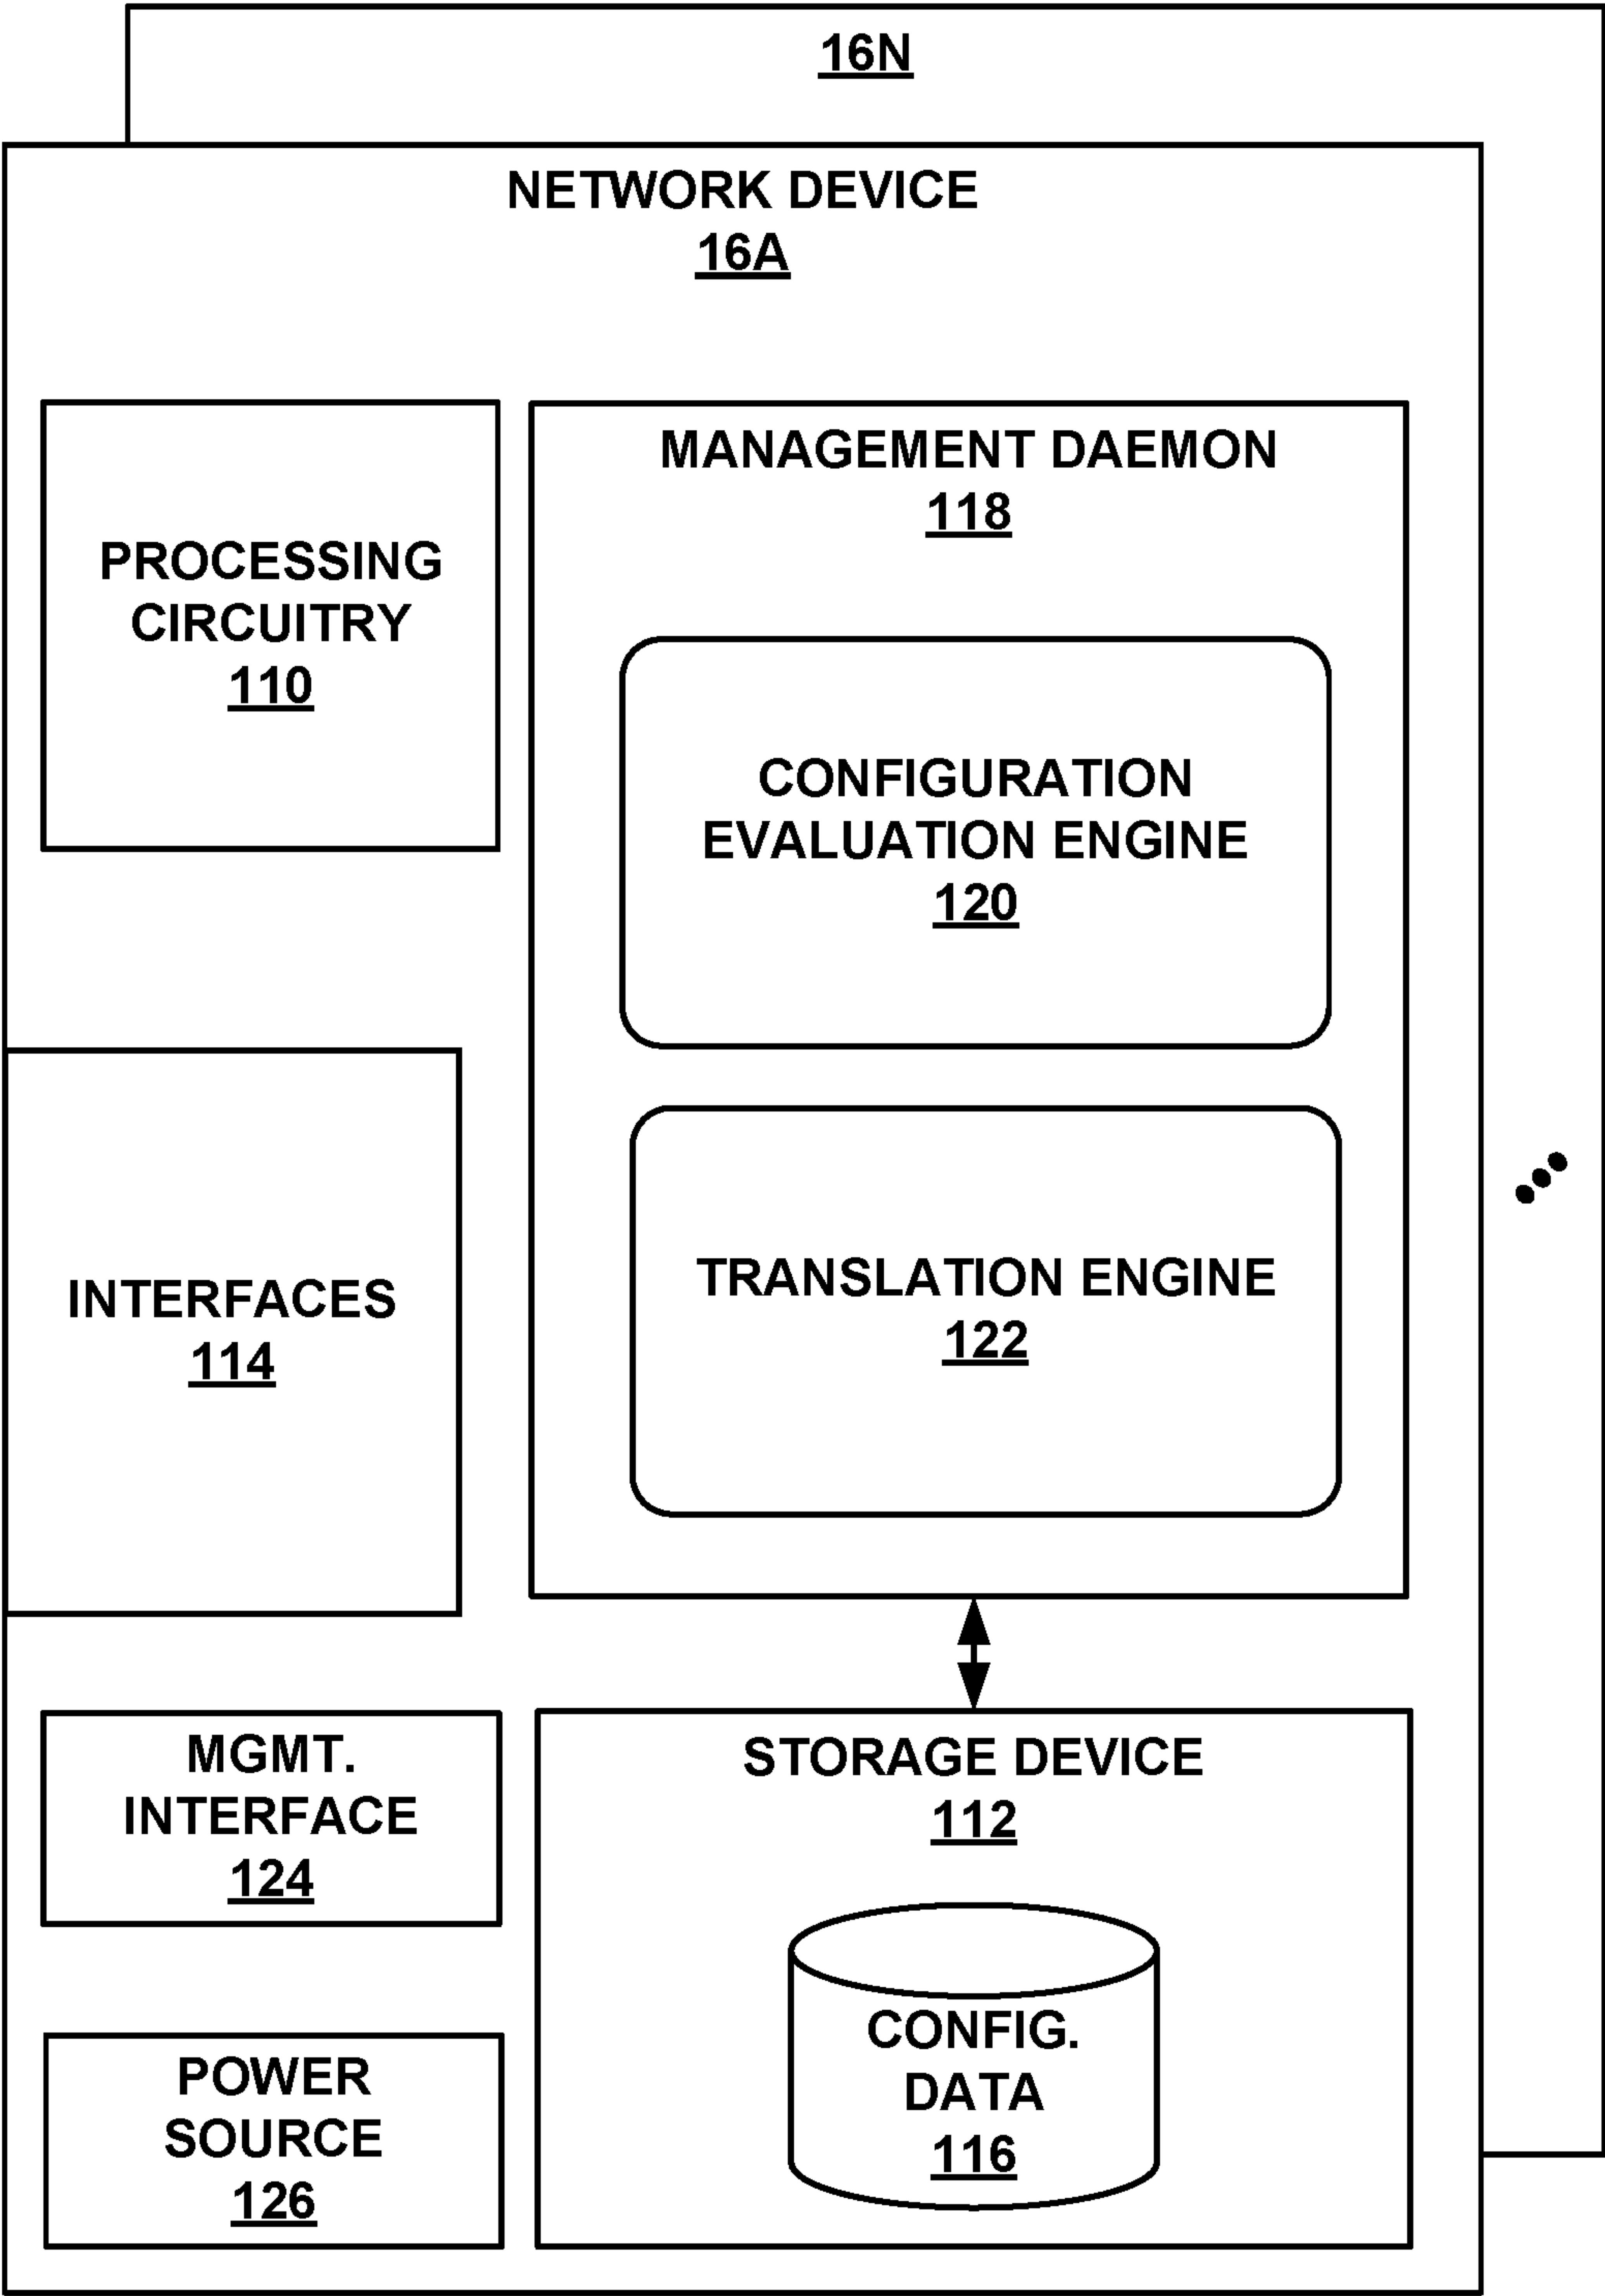 16N
NETWORK DEVICE
16A
PROCESSING
CIRCUITRY
110
MANAGEMENT DAEMON
118
CONFIGURATION
EVALUATION ENGINE
120
INTERFACES
114
TRANSLATION ENGINE
122
MGMT.
INTERFACE
124
STORAGE DEVICE
112
CONFIG.
DATA
116
POWER
SOURCE
126